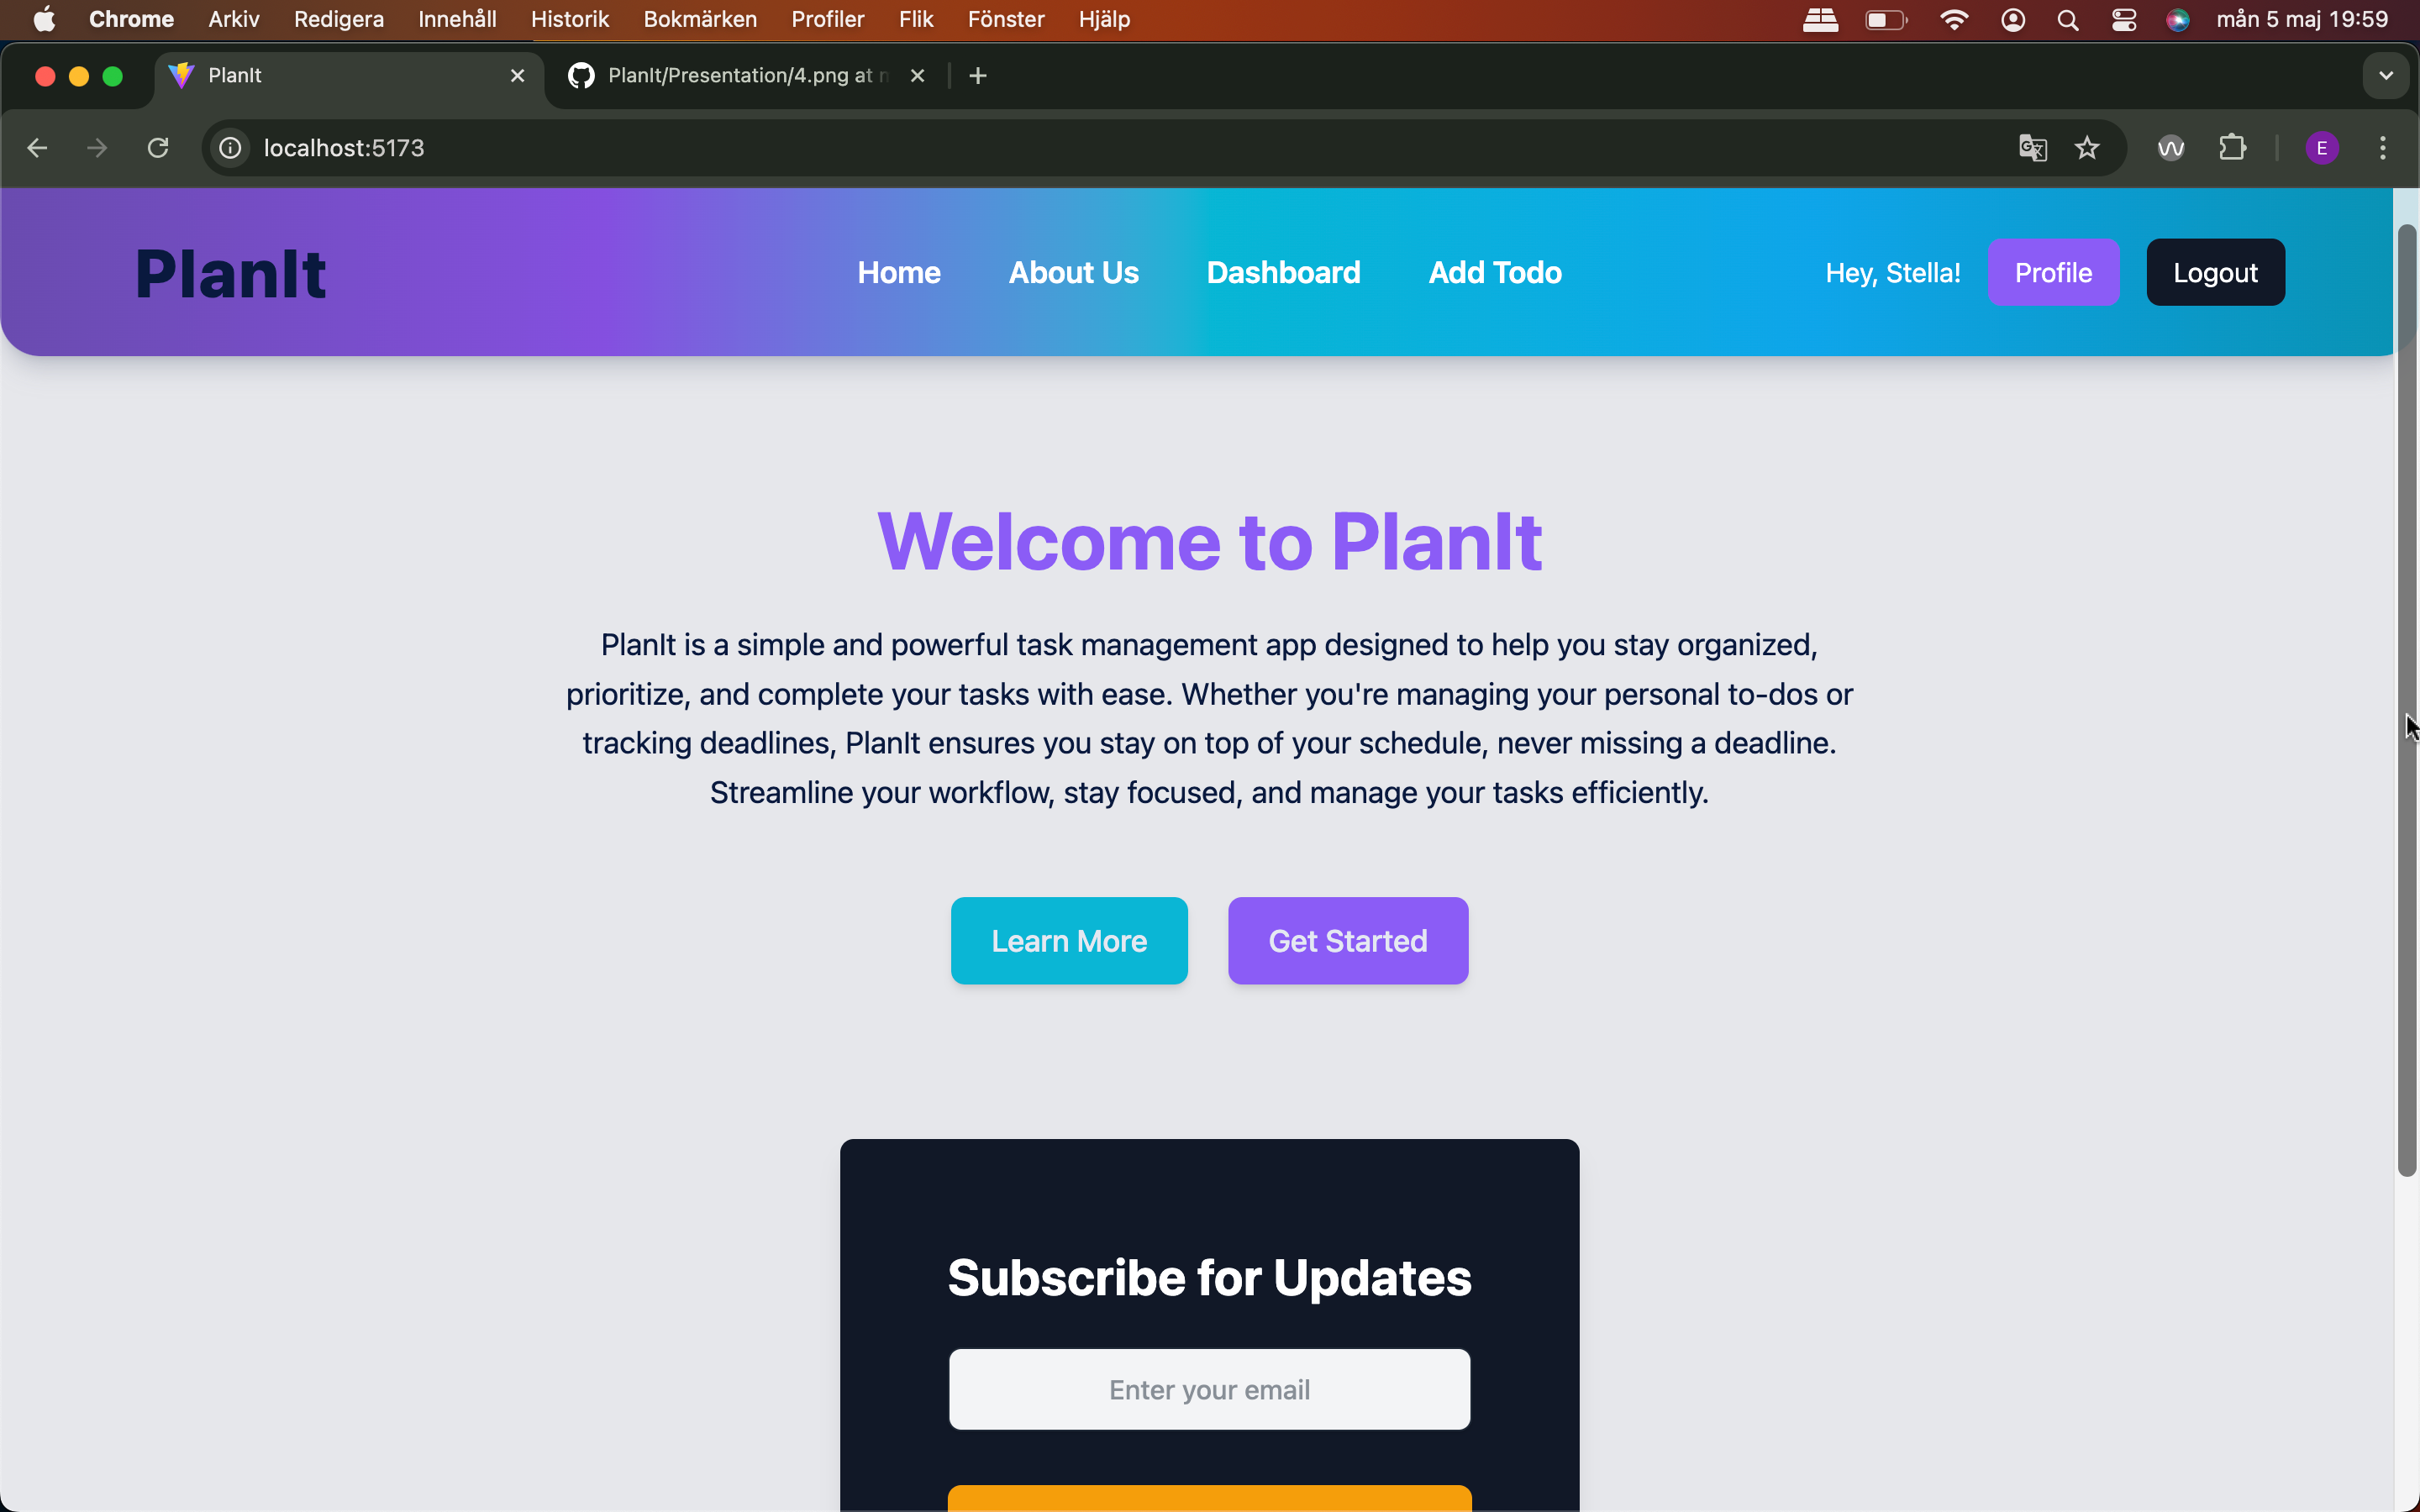 Chrome Arkiv Redigera Innehåll Historik Bokmärken Profiler Flik Fönster Hjälp mån 5 maj 19:59
PlanIt PlanIt/Presentation/4.png at
localhost:5173 E
PlanIt Home About Us Dashboard Add Todo Hey, Stella! Profile Logout
Welcome to PlanIt
PlanIt is a simple and powerful task management app designed to help you stay organized,
prioritize, and complete your tasks with ease. Whether you're managing your personal to-dos or
tracking deadlines, PlanIt ensures you stay on top of your schedule, never missing a deadline.
Streamline your workflow, stay focused, and manage your tasks efficiently.
Learn More Get Started
Subscribe for Updates
Enter your email